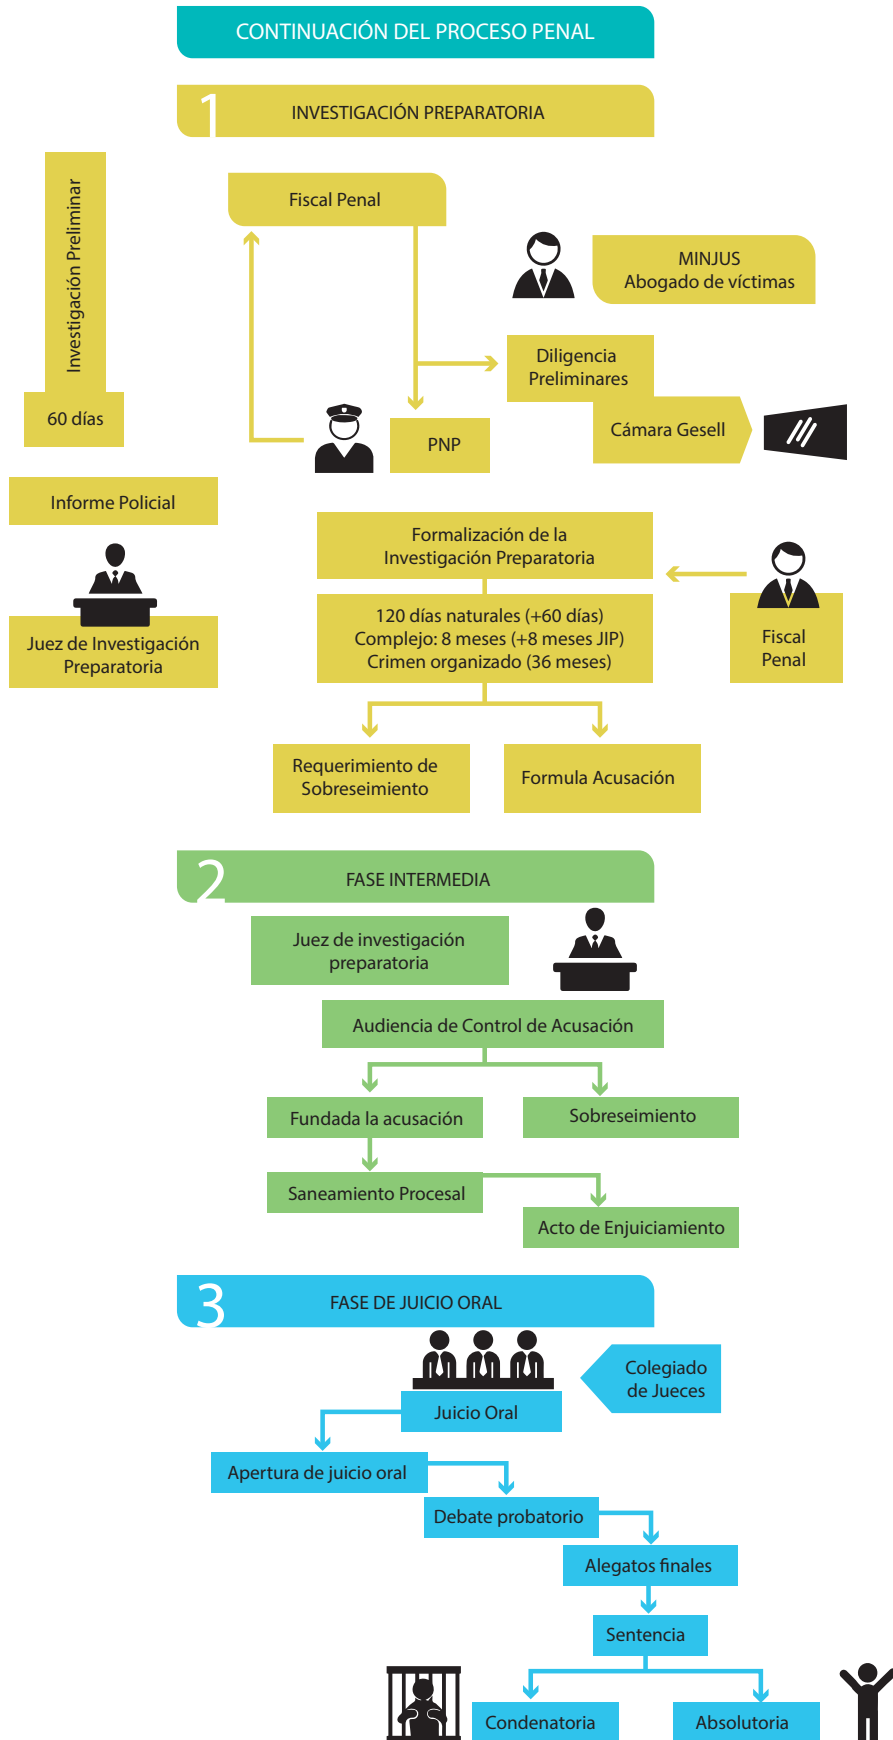 CONTINUACIÓN DEL PROCESO PENAL
1
INVESTIGACIÓN PREPARATORIA
Investigación Preliminar
60 días
Fiscal Penal
MINJUS
Abogado de víctimas
Diligencia
Preliminares
Cámara Gesell
PNP
Informe Policial
Juez de Investigación
Preparatoria
Formalización de la
Investigación Preparatoria
120 días naturales (+60 días)
Complejo: 8 meses (+8 meses JIP)
Crimen organizado (36 meses)
Fiscal
Penal
Requerimiento de
Sobreseimiento
Formula Acusación
2
FASE INTERMEDIA
Juez de investigación
preparatoria
Audiencia de Control de Acusación
Fundada la acusación
Sobreseimiento
Saneamiento Procesal
Acto de Enjuiciamiento
3
FASE DE JUICIO ORAL
Colegiado
de Jueces
Juicio Oral
Apertura de juicio oral
Debate probatorio
Alegatos finales
Sentencia
Condenatoria
Absolutoria